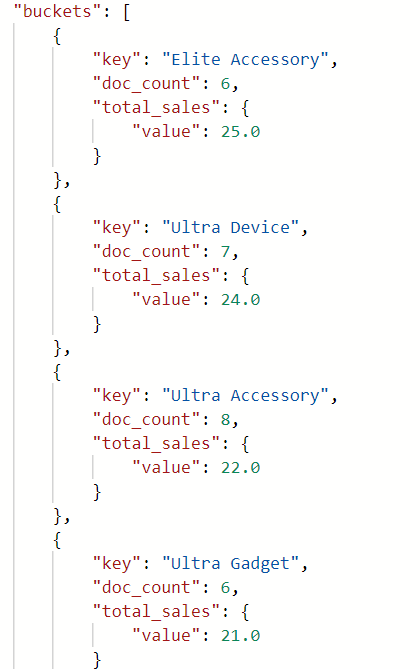 "buckets": [
{
"key": "Elite Accessory",
"doc_count": 6,
"total_sales": {
"value": 25.0
}
},
{
"key": "Ultra Device",
"doc_count": 7,
"total_sales": {
"value": 24.0
}
},
{
"key": "Ultra Accessory",
"doc_count": 8,
"total_sales": {
"value": 22.0
}
},
{
"key": "Ultra Gadget",
"doc_count": 6,
"total_sales": {
"value": 21.0
}